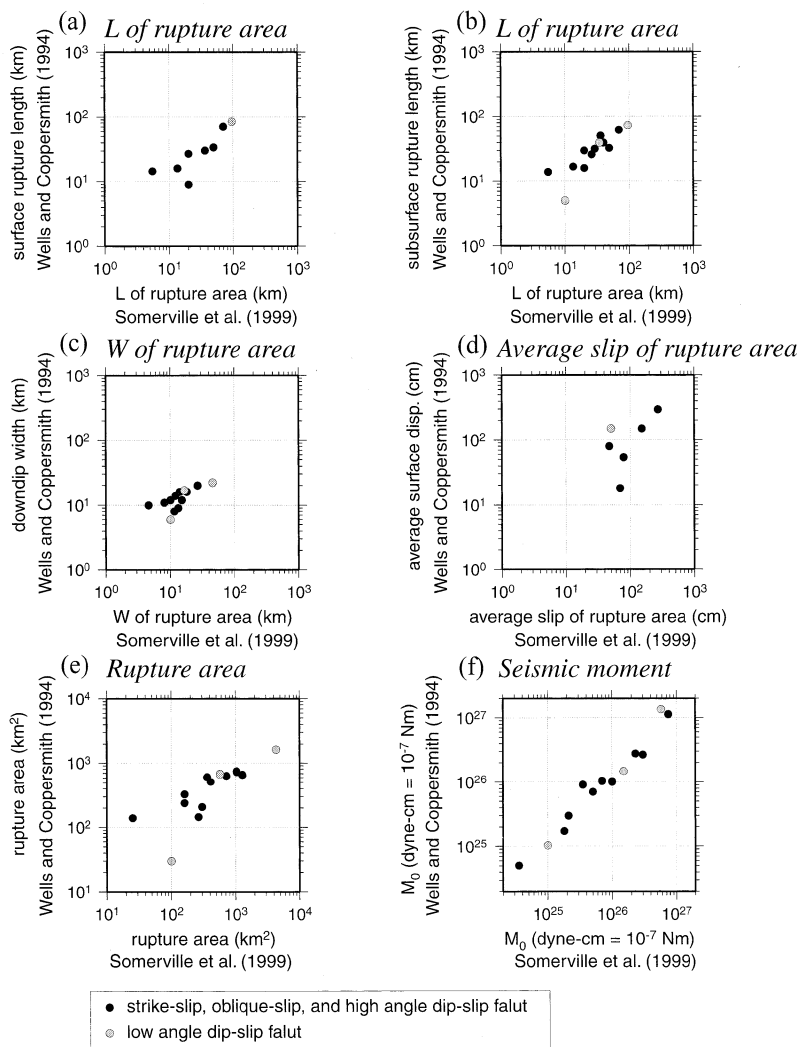 (a) L of rupture area
surface rupture length (km)
Wells and Coppersmith (1994)
10³
10²
10¹
10⁰
10⁰ 10¹ 10² 10³
L of rupture area (km)
Somerville et al. (1999)
(b) L of rupture area
subsurface rupture length (km)
Wells and Coppersmith (1994)
10³
10²
10¹
10⁰
10⁰ 10¹ 10² 10³
L of rupture area (km)
Somerville et al. (1999)
(c) W of rupture area
downdip width (km)
Wells and Coppersmith (1994)
10³
10²
10¹
10⁰
10⁰ 10¹ 10² 10³
W of rupture area (km)
Somerville et al. (1999)
(d) Average slip of rupture area
average surface disp. (cm)
Wells and Coppersmith (1994)
10³
10²
10¹
10⁰
10⁰ 10¹ 10² 10³
average slip of rupture area (cm)
Somerville et al. (1999)
(e) Rupture area
rupture area (km²)
Wells and Coppersmith (1994)
10⁴
10³
10²
10¹
10¹ 10² 10³ 10⁴
rupture area (km²)
Somerville et al. (1999)
(f) Seismic moment
M₀ (dyne-cm = 10⁻⁷ Nm)
Wells and Coppersmith (1994)
10²⁷
10²⁶
10²⁵
10²⁵ 10²⁶ 10²⁷
M₀ (dyne-cm = 10⁻⁷ Nm)
Somerville et al. (1999)
strike-slip, oblique-slip, and high angle dip-slip falut
low angle dip-slip falut